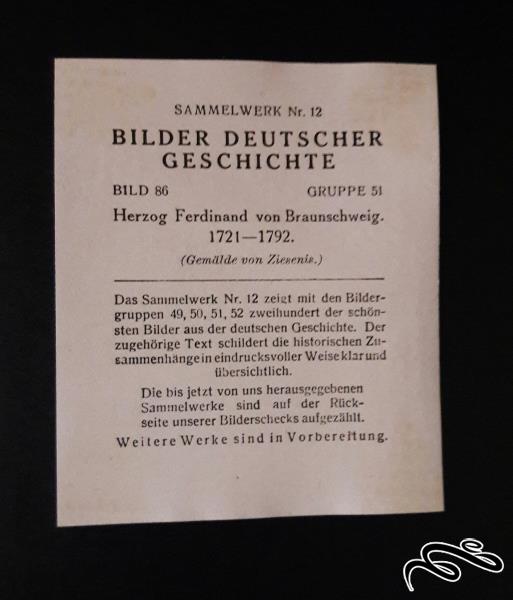 SAMMELWERK Nr. 12
BILDER DEUTSCHER
GESCHICHTE
BILD 86 GRUPPE 51
Herzog Ferdinand von Braunschweig.
1721—1792.
(Gemälde von Ziesenis.)
Das Sammelwerk Nr. 12 zeigt mit den Bilder-
gruppen 49, 50, 51, 52 zweihundert der schön-
sten Bilder aus der deutschen Geschichte. Der
zugehörige Text schildert die historischen Zu-
sammenhänge in eindrucksvoller Weise klar und
übersichtlich.
Die bis jetzt von uns herausgegebenen
Sammelwerke sind auf der Rück-
seite unserer Bilderschecks aufgezählt.
Weitere Werke sind in Vorbereitung.